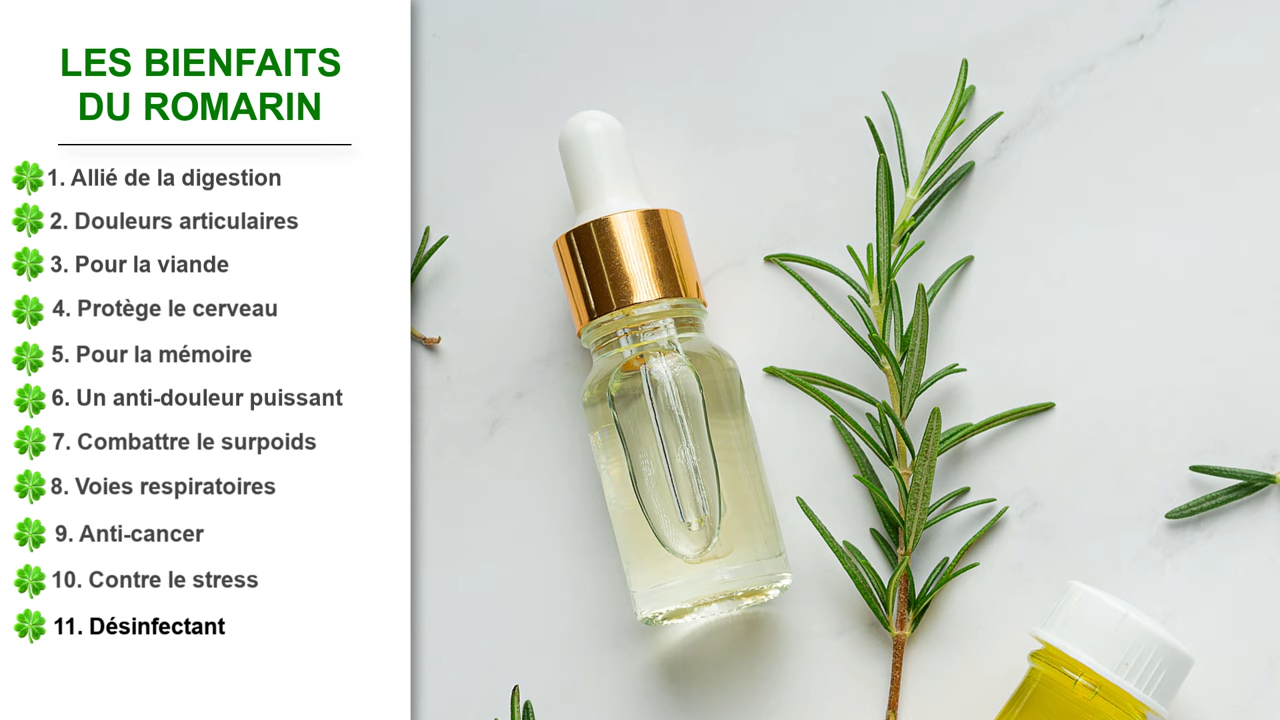 LES BIENFAITS
DU ROMARIN
1. Allié de la digestion
2. Douleurs articulaires
3. Pour la viande
4. Protège le cerveau
5. Pour la mémoire
6. Un anti-douleur puissant
7. Combattre le surpoids
8. Voies respiratoires
9. Anti-cancer
10. Contre le stress
11. Désinfectant